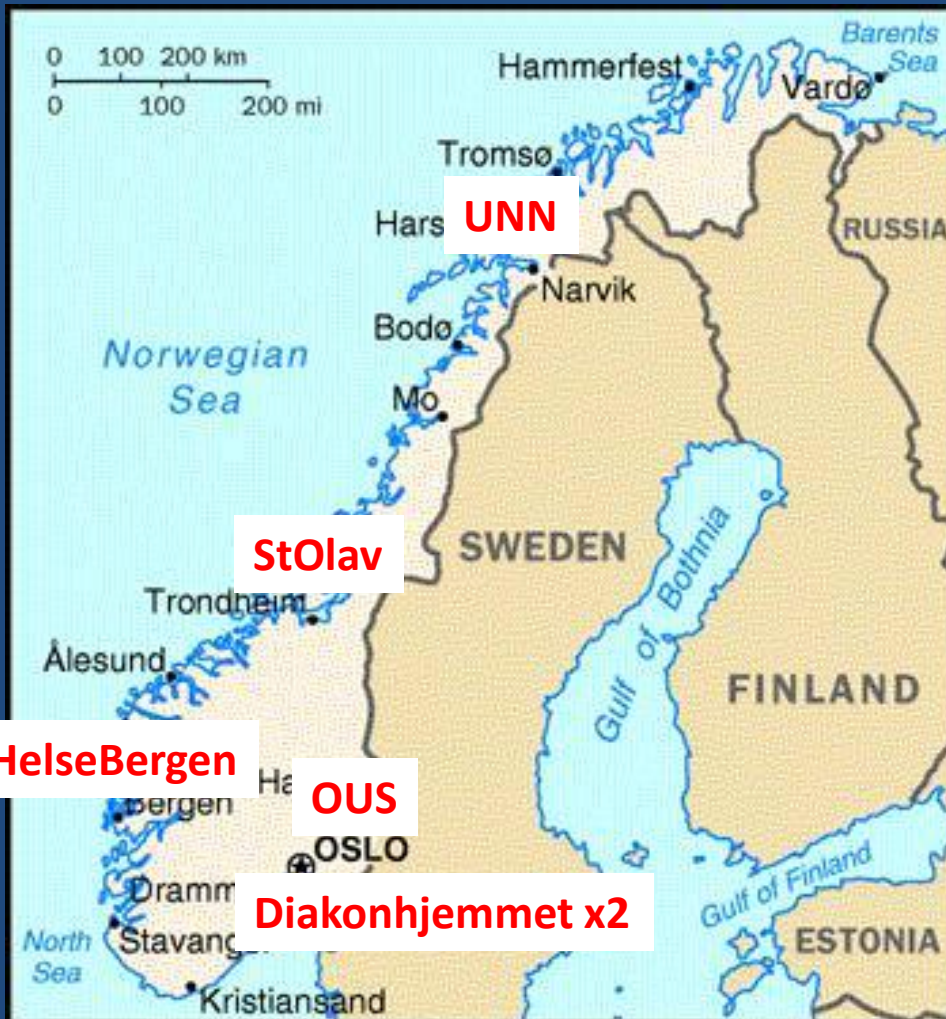 0 100 200 km
0 100 200 mi
Barents
Sea
Hammerfest
Vardø
Tromsø
UNN
RUSSIA
Narvik
Bodø
Norwegian
Sea
Mo
StOlav
SWEDEN
Gulf of Bothnia
Trondheim
Ålesund
FINLAND
HelseBergen
OUS
Bergen
OSLO
Gulf of Finland
Diakonhjemmet x2
North
Sea
ESTONIA
Kristiansand